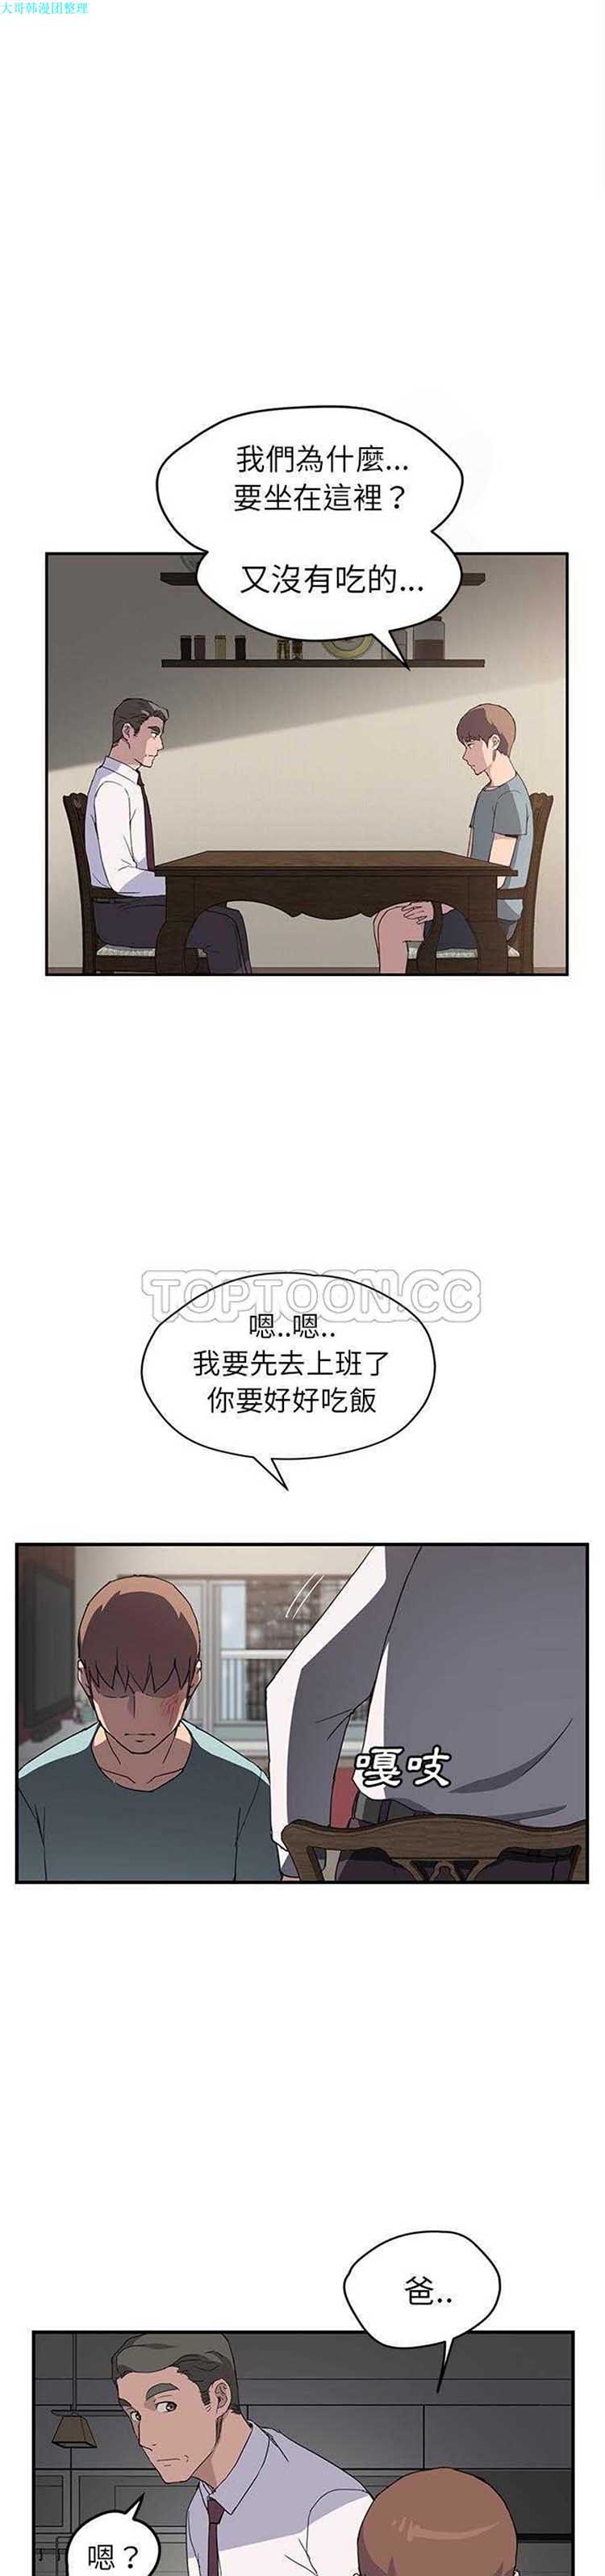 大哥韩漫团整理
我們為什麼...
要坐在這裡？
又沒有吃的...
TOPTOON.CC
嗯..嗯..
我要先去上班了
你要好好吃飯
嘎吱
爸..
嗯？